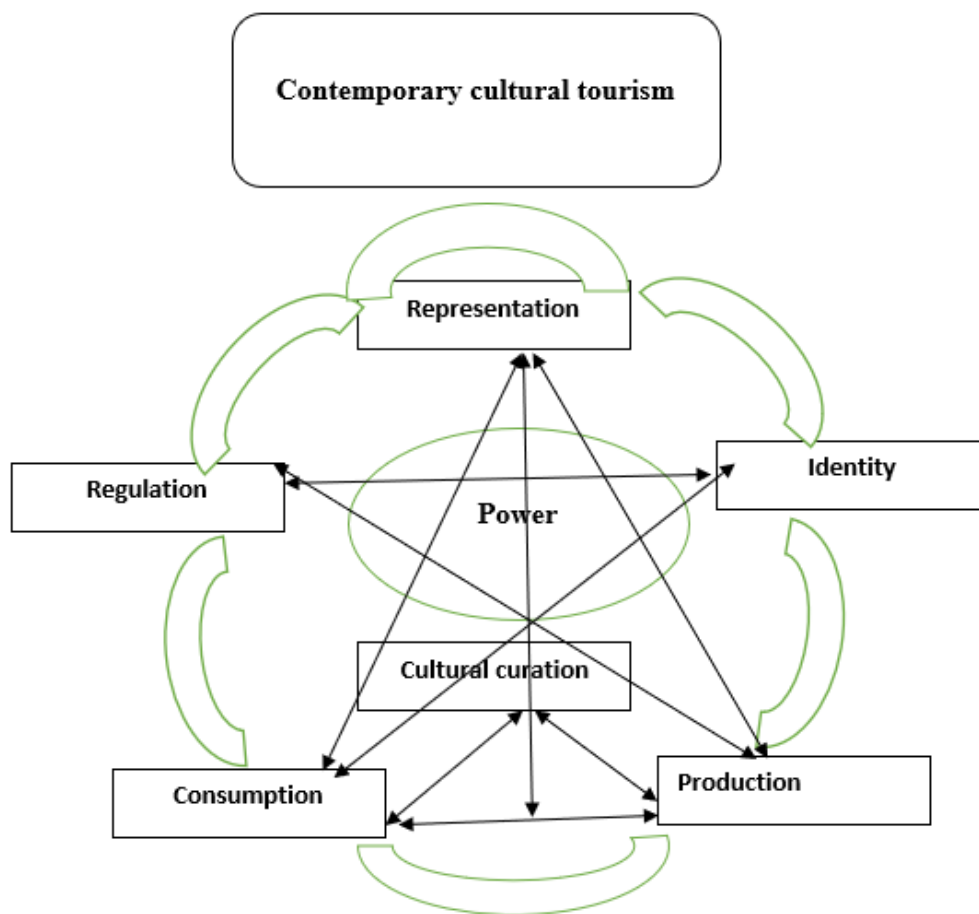 Contemporary cultural tourism
Representation
Identity
Regulation
Power
Cultural curation
Production
Consumption